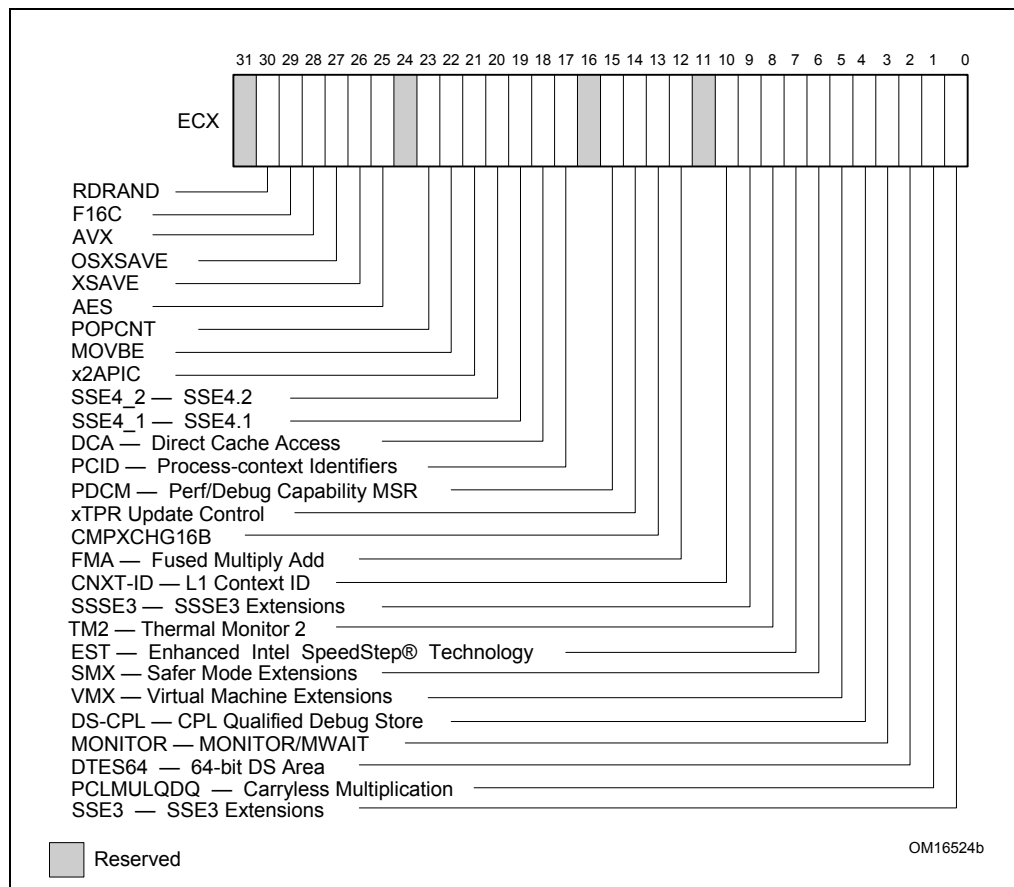 31 30 29 28 27 26 25 24 23 22 21 20 19 18 17 16 15 14 13 12 11 10 9 8 7 6 5 4 3 2 1 0
ECX
RDRAND
F16C
AVX
OSXSAVE
XSAVE
AES
POPCNT
MOVBE
x2APIC
SSE4_2 — SSE4.2
SSE4_1 — SSE4.1
DCA — Direct Cache Access
PCID — Process-context Identifiers
PDCM — Perf/Debug Capability MSR
xTPR Update Control
CMPXCHG16B
FMA — Fused Multiply Add
CNXT-ID — L1 Context ID
SSSE3 — SSSE3 Extensions
TM2 — Thermal Monitor 2
EST — Enhanced Intel SpeedStep® Technology
SMX — Safer Mode Extensions
VMX — Virtual Machine Extensions
DS-CPL — CPL Qualified Debug Store
MONITOR — MONITOR/MWAIT
DTES64 — 64-bit DS Area
PCLMULQDQ — Carryless Multiplication
SSE3 — SSE3 Extensions
Reserved
OM16524b